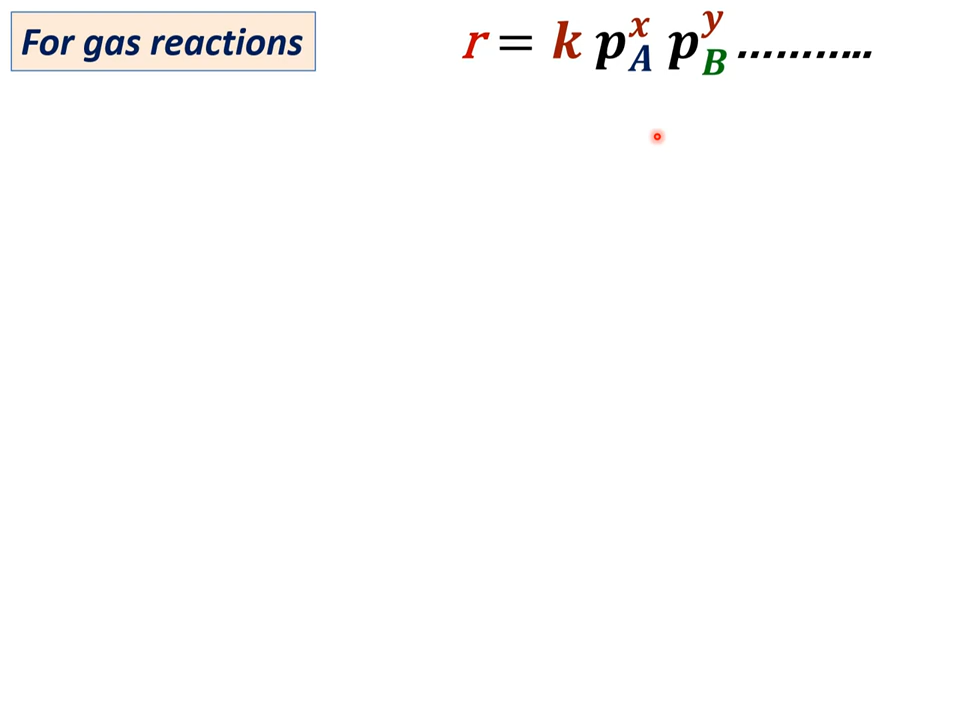 For gas reactions
r = k p_A^x p_B^y ………..